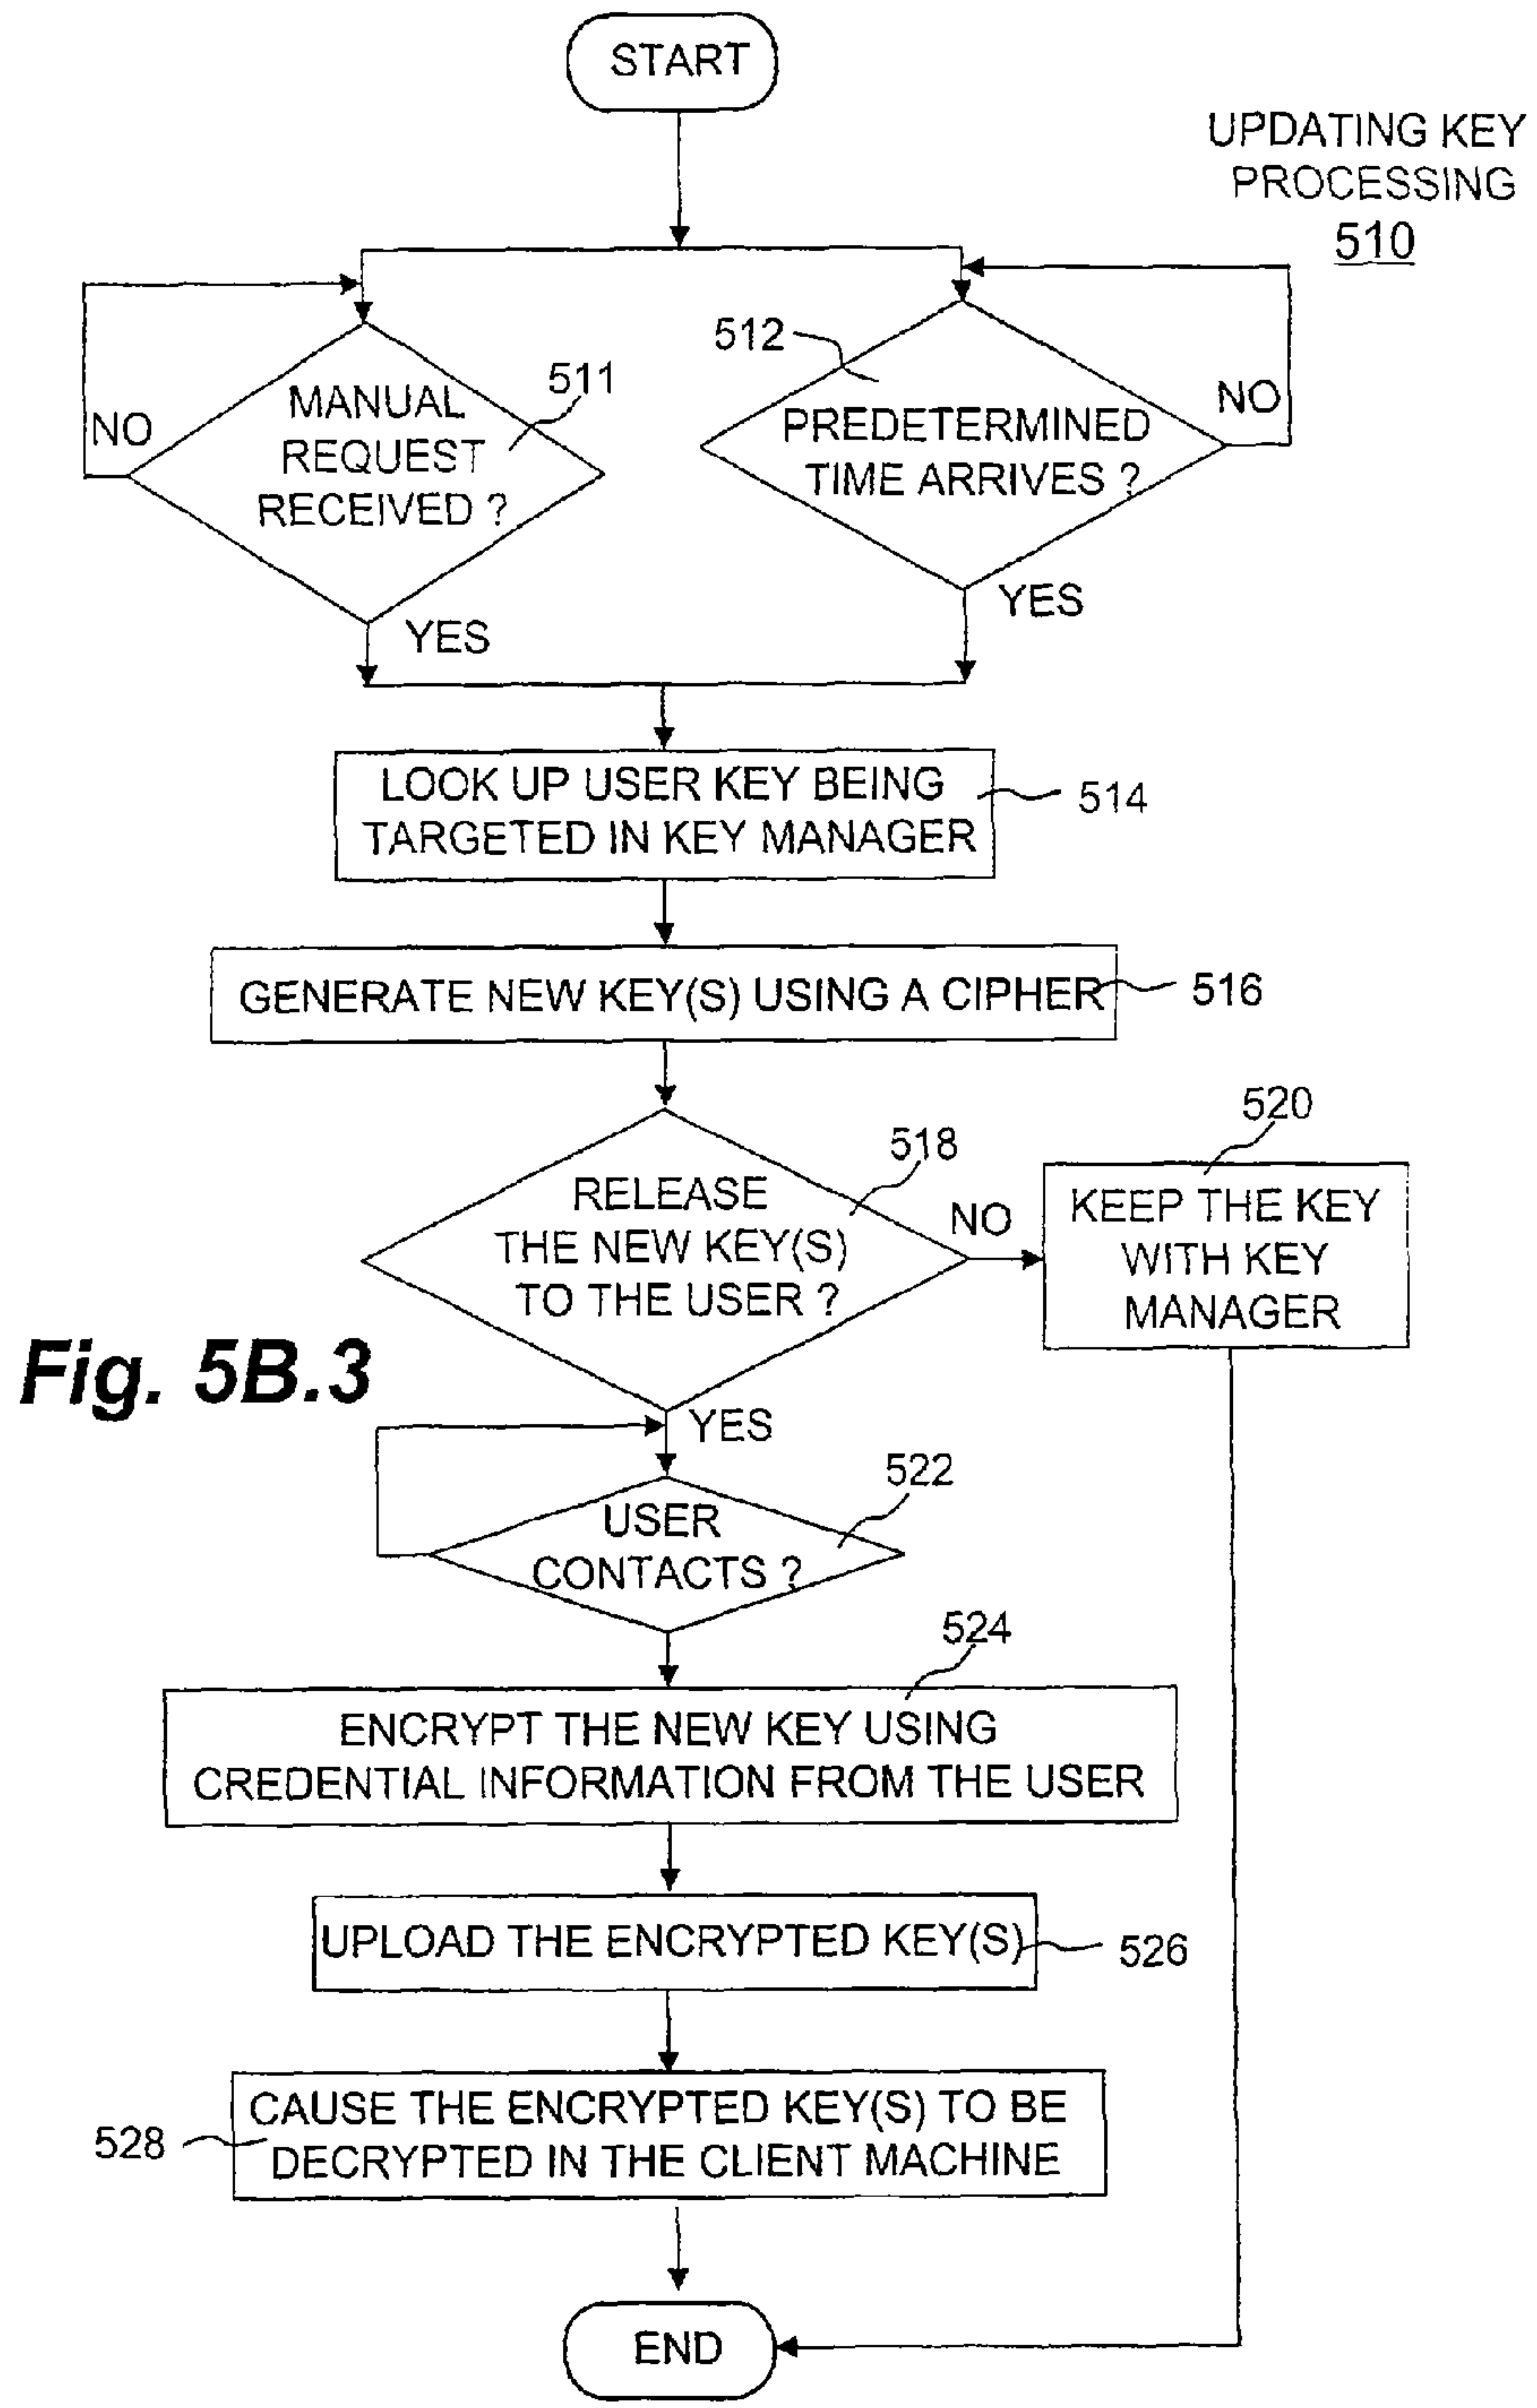 START
UPDATING KEY
PROCESSING
510
512
511
NO
MANUAL
REQUEST
RECEIVED ?
NO
PREDETERMINED
TIME ARRIVES ?
YES
YES
LOOK UP USER KEY BEING
TARGETED IN KEY MANAGER
514
GENERATE NEW KEY(S) USING A CIPHER
516
518
RELEASE
THE NEW KEY(S)
TO THE USER ?
NO
520
KEEP THE KEY
WITH KEY
MANAGER
Fig. 5B.3
YES
522
USER
CONTACTS ?
524
ENCRYPT THE NEW KEY USING
CREDENTIAL INFORMATION FROM THE USER
UPLOAD THE ENCRYPTED KEY(S)
526
CAUSE THE ENCRYPTED KEY(S) TO BE
DECRYPTED IN THE CLIENT MACHINE
528
END